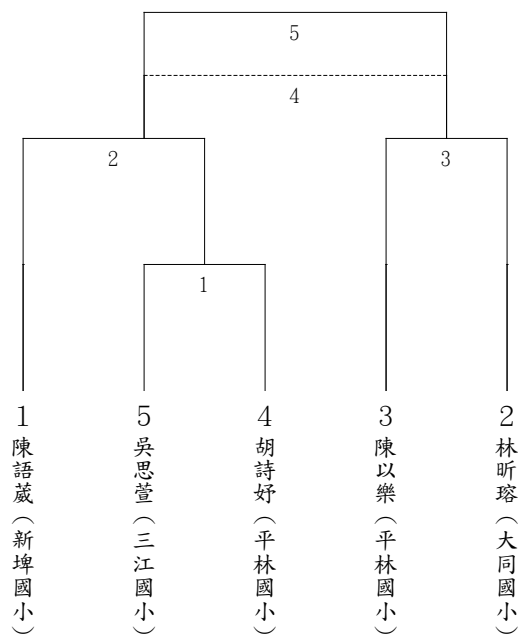 5
4
2
3
1
1
陳語葳（新埤國小）
5
吳思萱（三江國小）
4
胡詩妤（平林國小）
3
陳以樂（平林國小）
2
林昕瑢（大同國小）